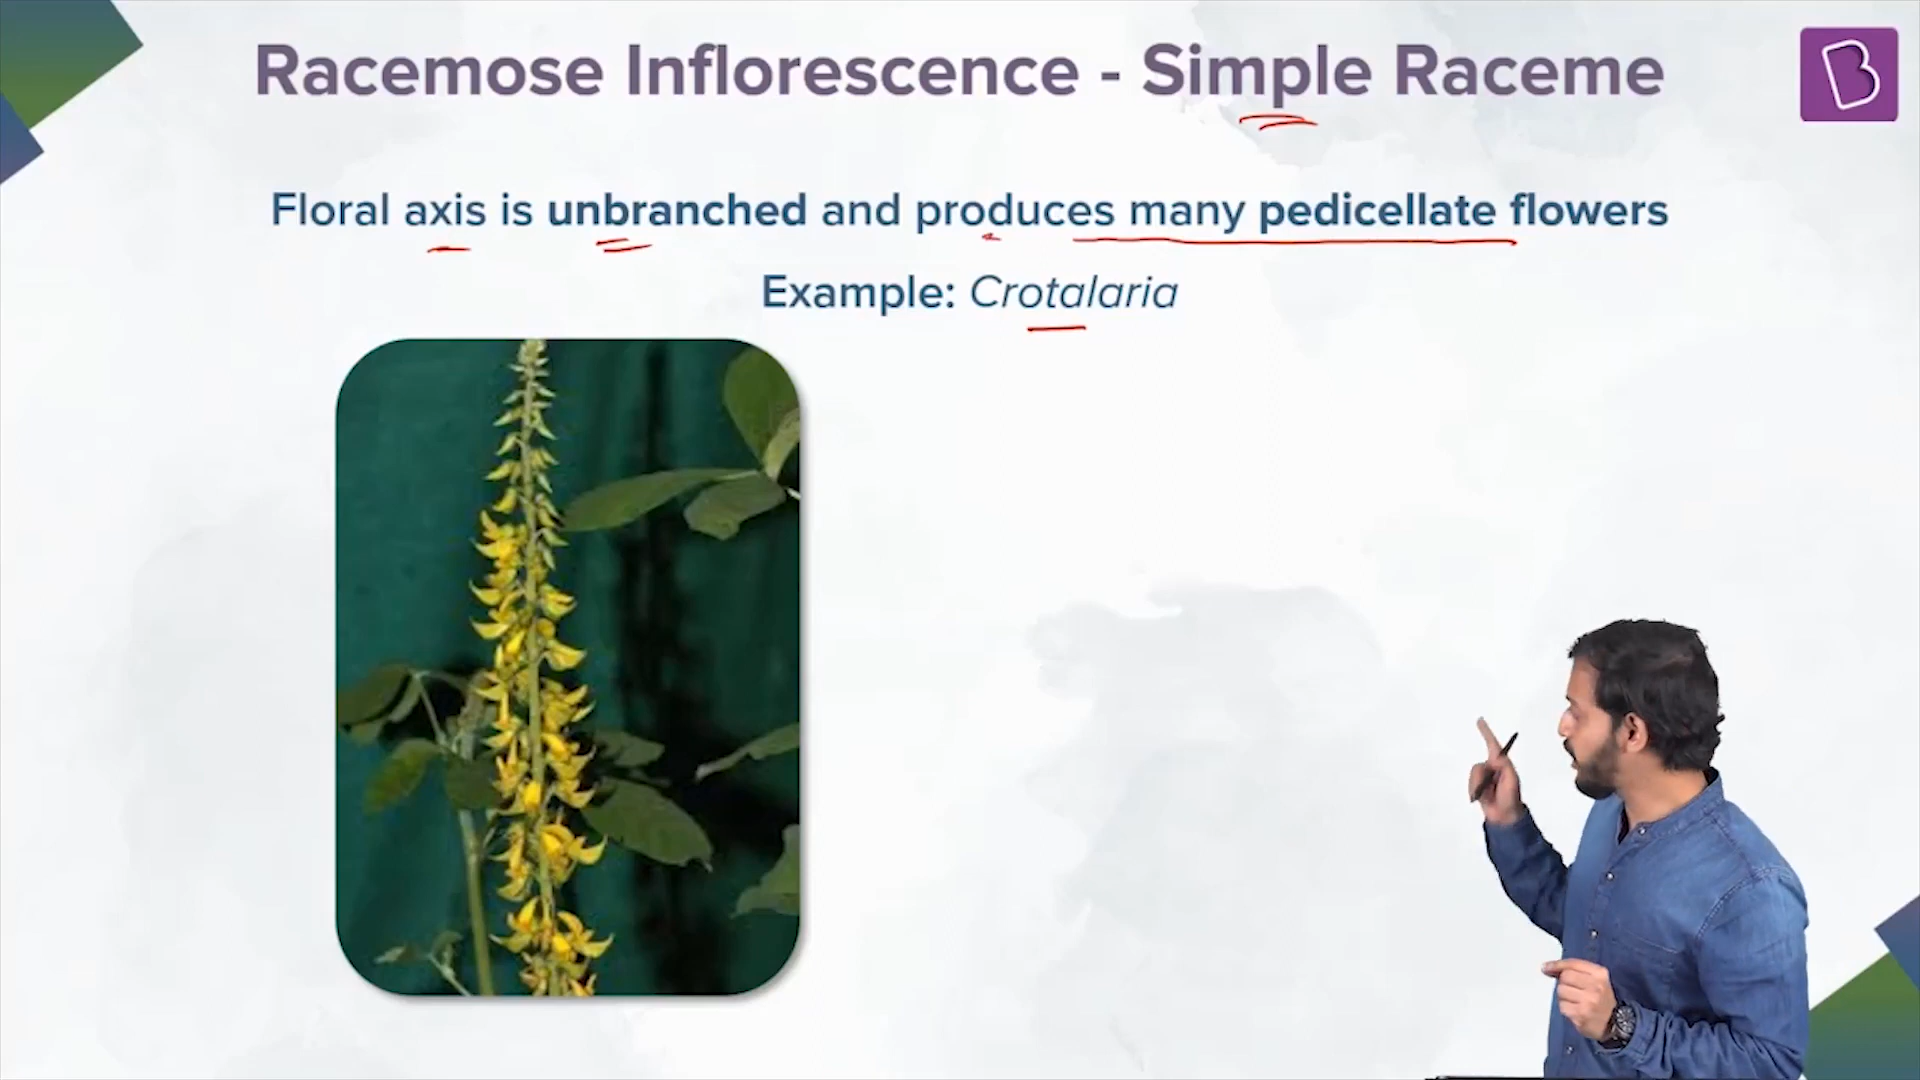 Racemose Inflorescence - Simple Raceme
Floral axis is unbranched and produces many pedicellate flowers
Example: Crotalaria
B